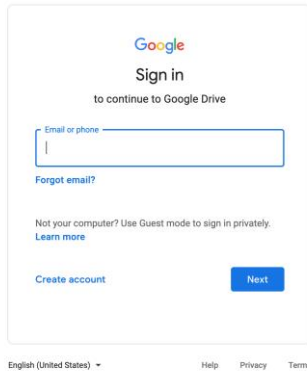 Google
Sign in
to continue to Google Drive
Email or phone
Forgot email?
Not your computer? Use Guest mode to sign in privately.
Learn more
Create account
Next
English (United States)
Help
Privacy
Term